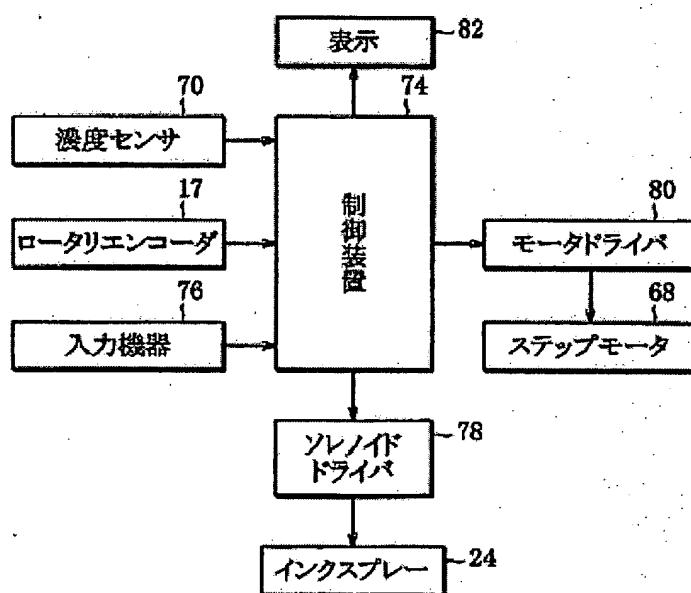 表示
82
70
74
濃度センサ
17
80
ロータリエンコーダ
制御装置
モータドライバ
76
68
入力機器
ステップモータ
ソレノイド
ドライバ
78
インクスプレー
24